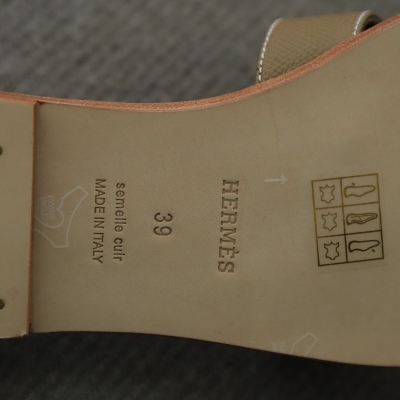 HERMÈS
39
semelle cuir
MADE IN ITALY